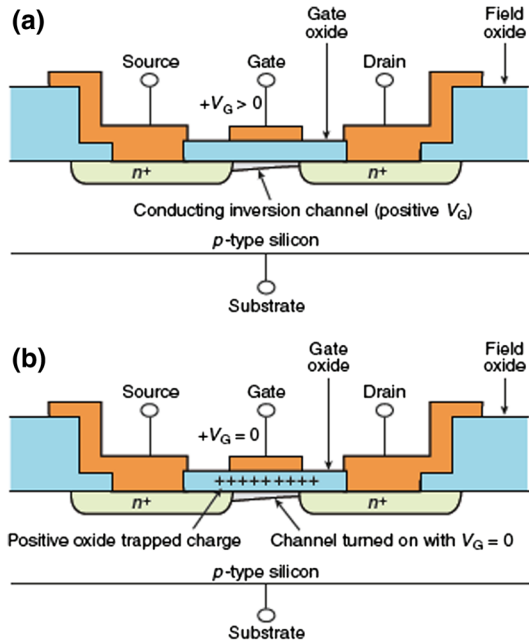 (a)
Gate
oxide
Field
oxide
Source
Gate
Drain
+VG > 0
n+
n+
Conducting inversion channel (positive VG)
p-type silicon
Substrate
(b)
Gate
oxide
Field
oxide
Source
Gate
Drain
+VG = 0
+++++++++
n+
n+
Positive oxide trapped charge
Channel turned on with VG = 0
p-type silicon
Substrate